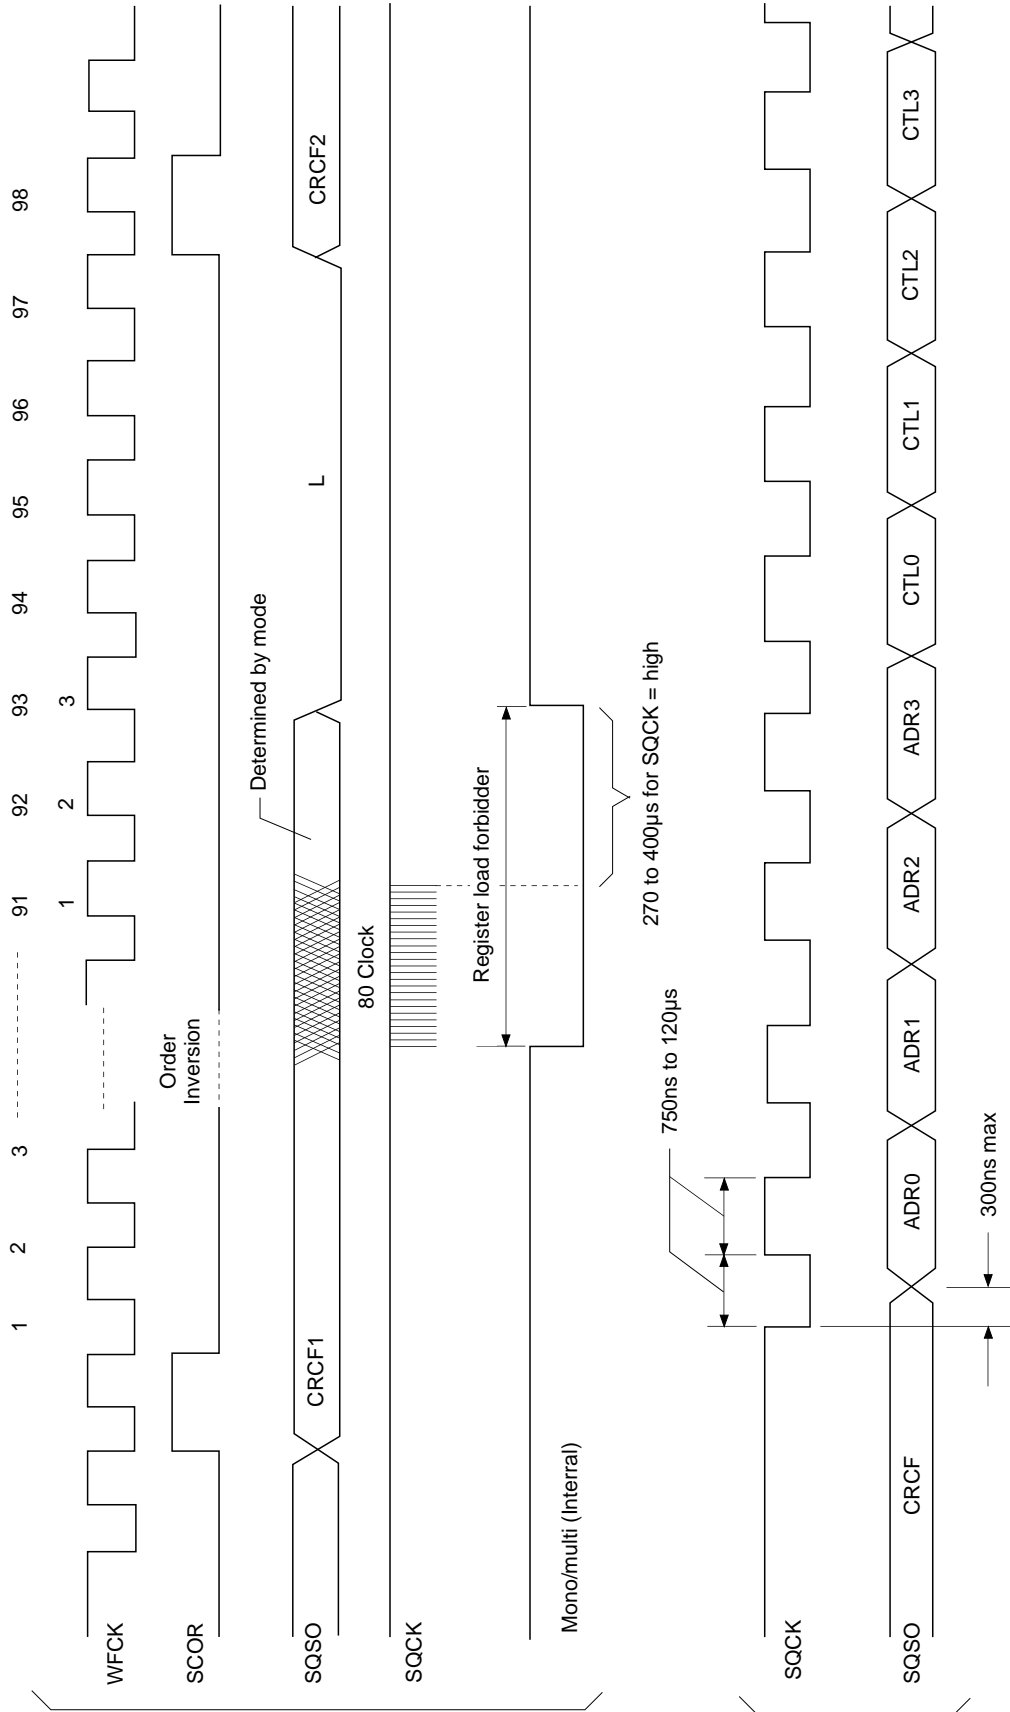 1 2 3 91 92 93 94 95 96 97 98
1 2 3
WFCK
SCOR
Order
Inversion
SQSO
CRCF1
Determined by mode
L
CRCF2
80 Clock
SQCK
Register load forbidder
Mono/multi (Interral)
270 to 400µs for SQCK = high
750ns to 120µs
SQCK
SQSO
CRCF ADR0 ADR1 ADR2 ADR3 CTL0 CTL1 CTL2 CTL3
300ns max